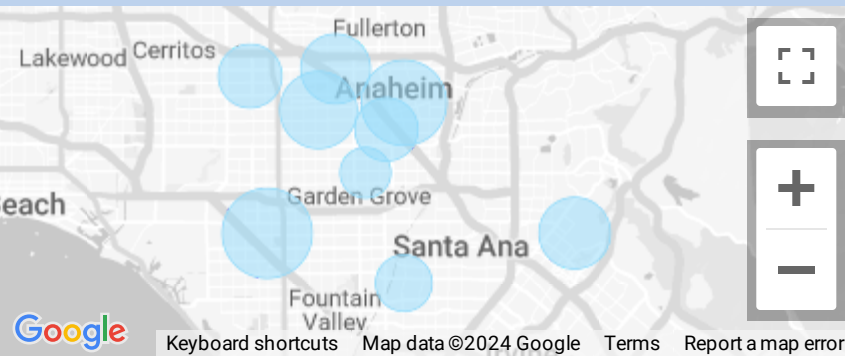 Fullerton
Lakewood
Cerritos
Anaheim
Garden Grove
each
Santa Ana
Fountain
Valley
Google
Keyboard shortcuts
Map data ©2024 Google
Terms
Report a map error